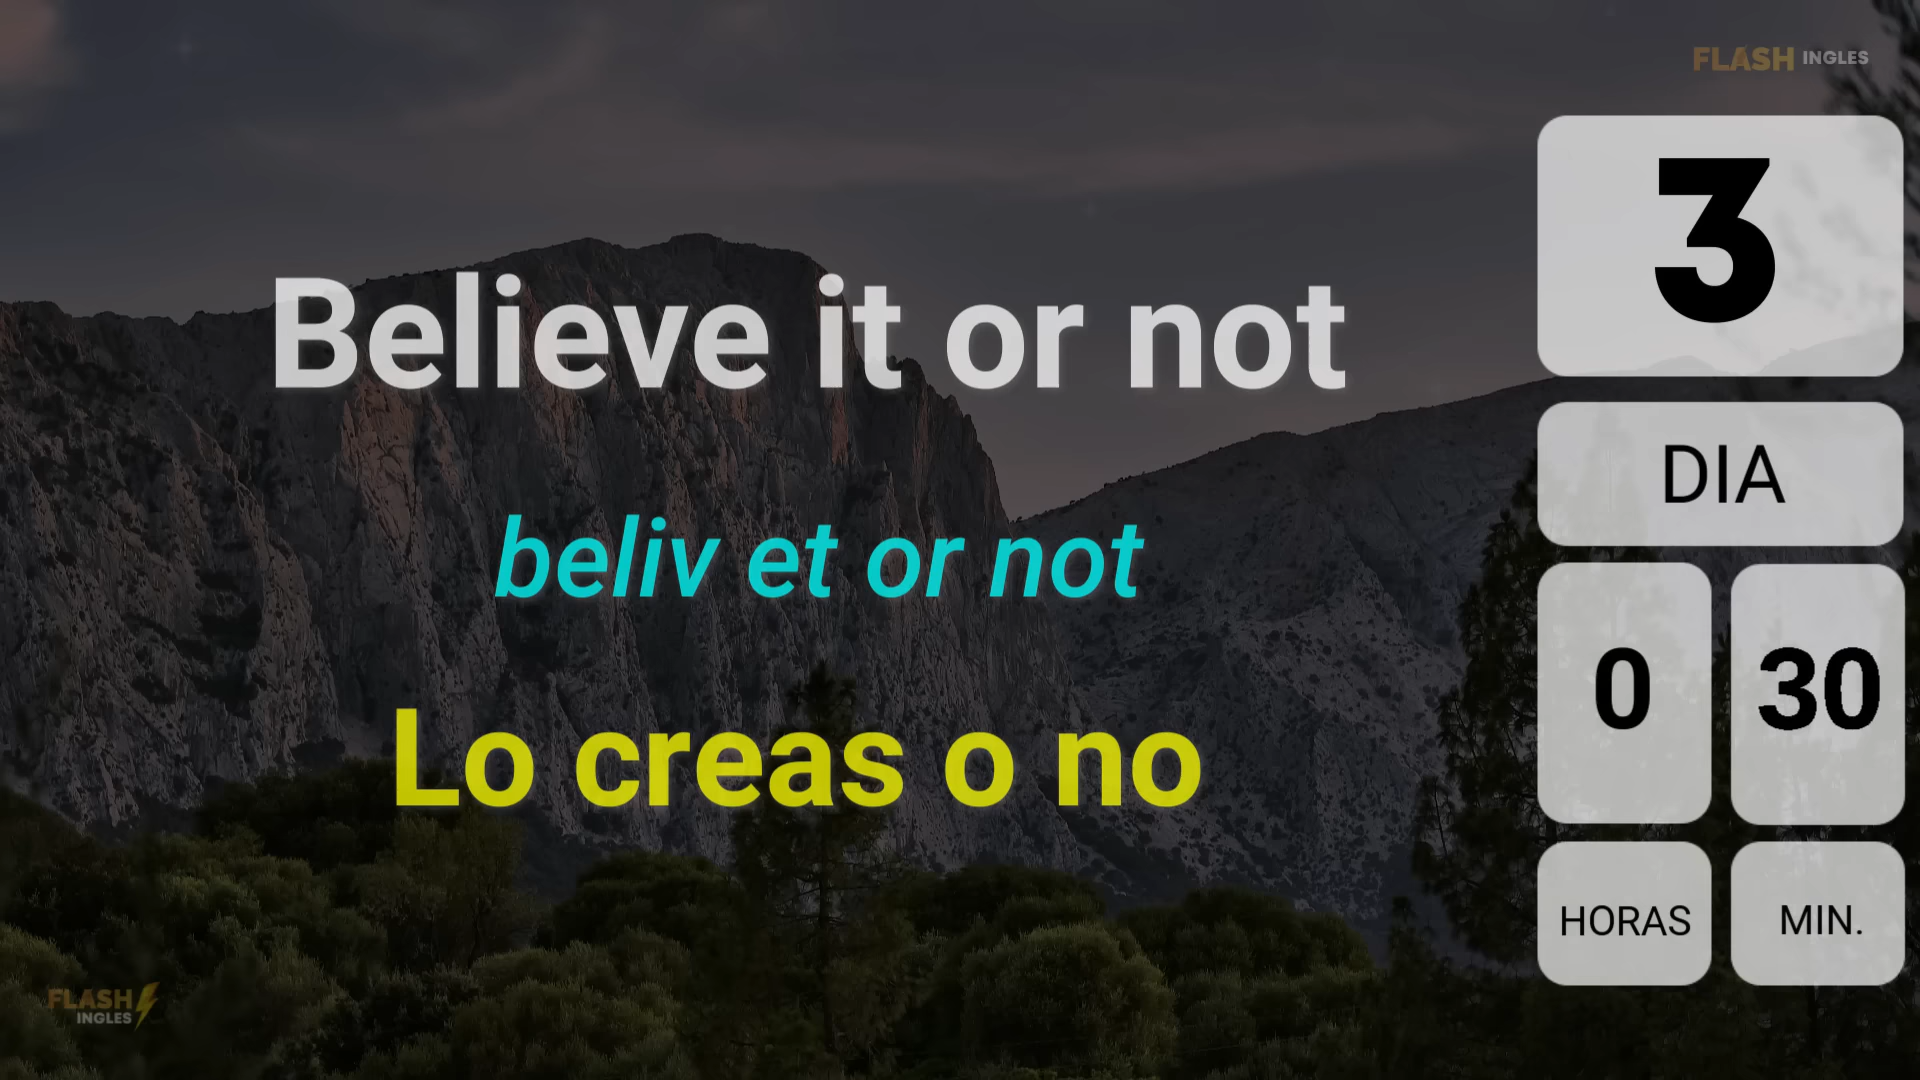 FLASH INGLES
Believe it or not
beliv et or not
Lo creas o no
3
DIA
0 30
HORAS MIN.
FLASH
INGLES